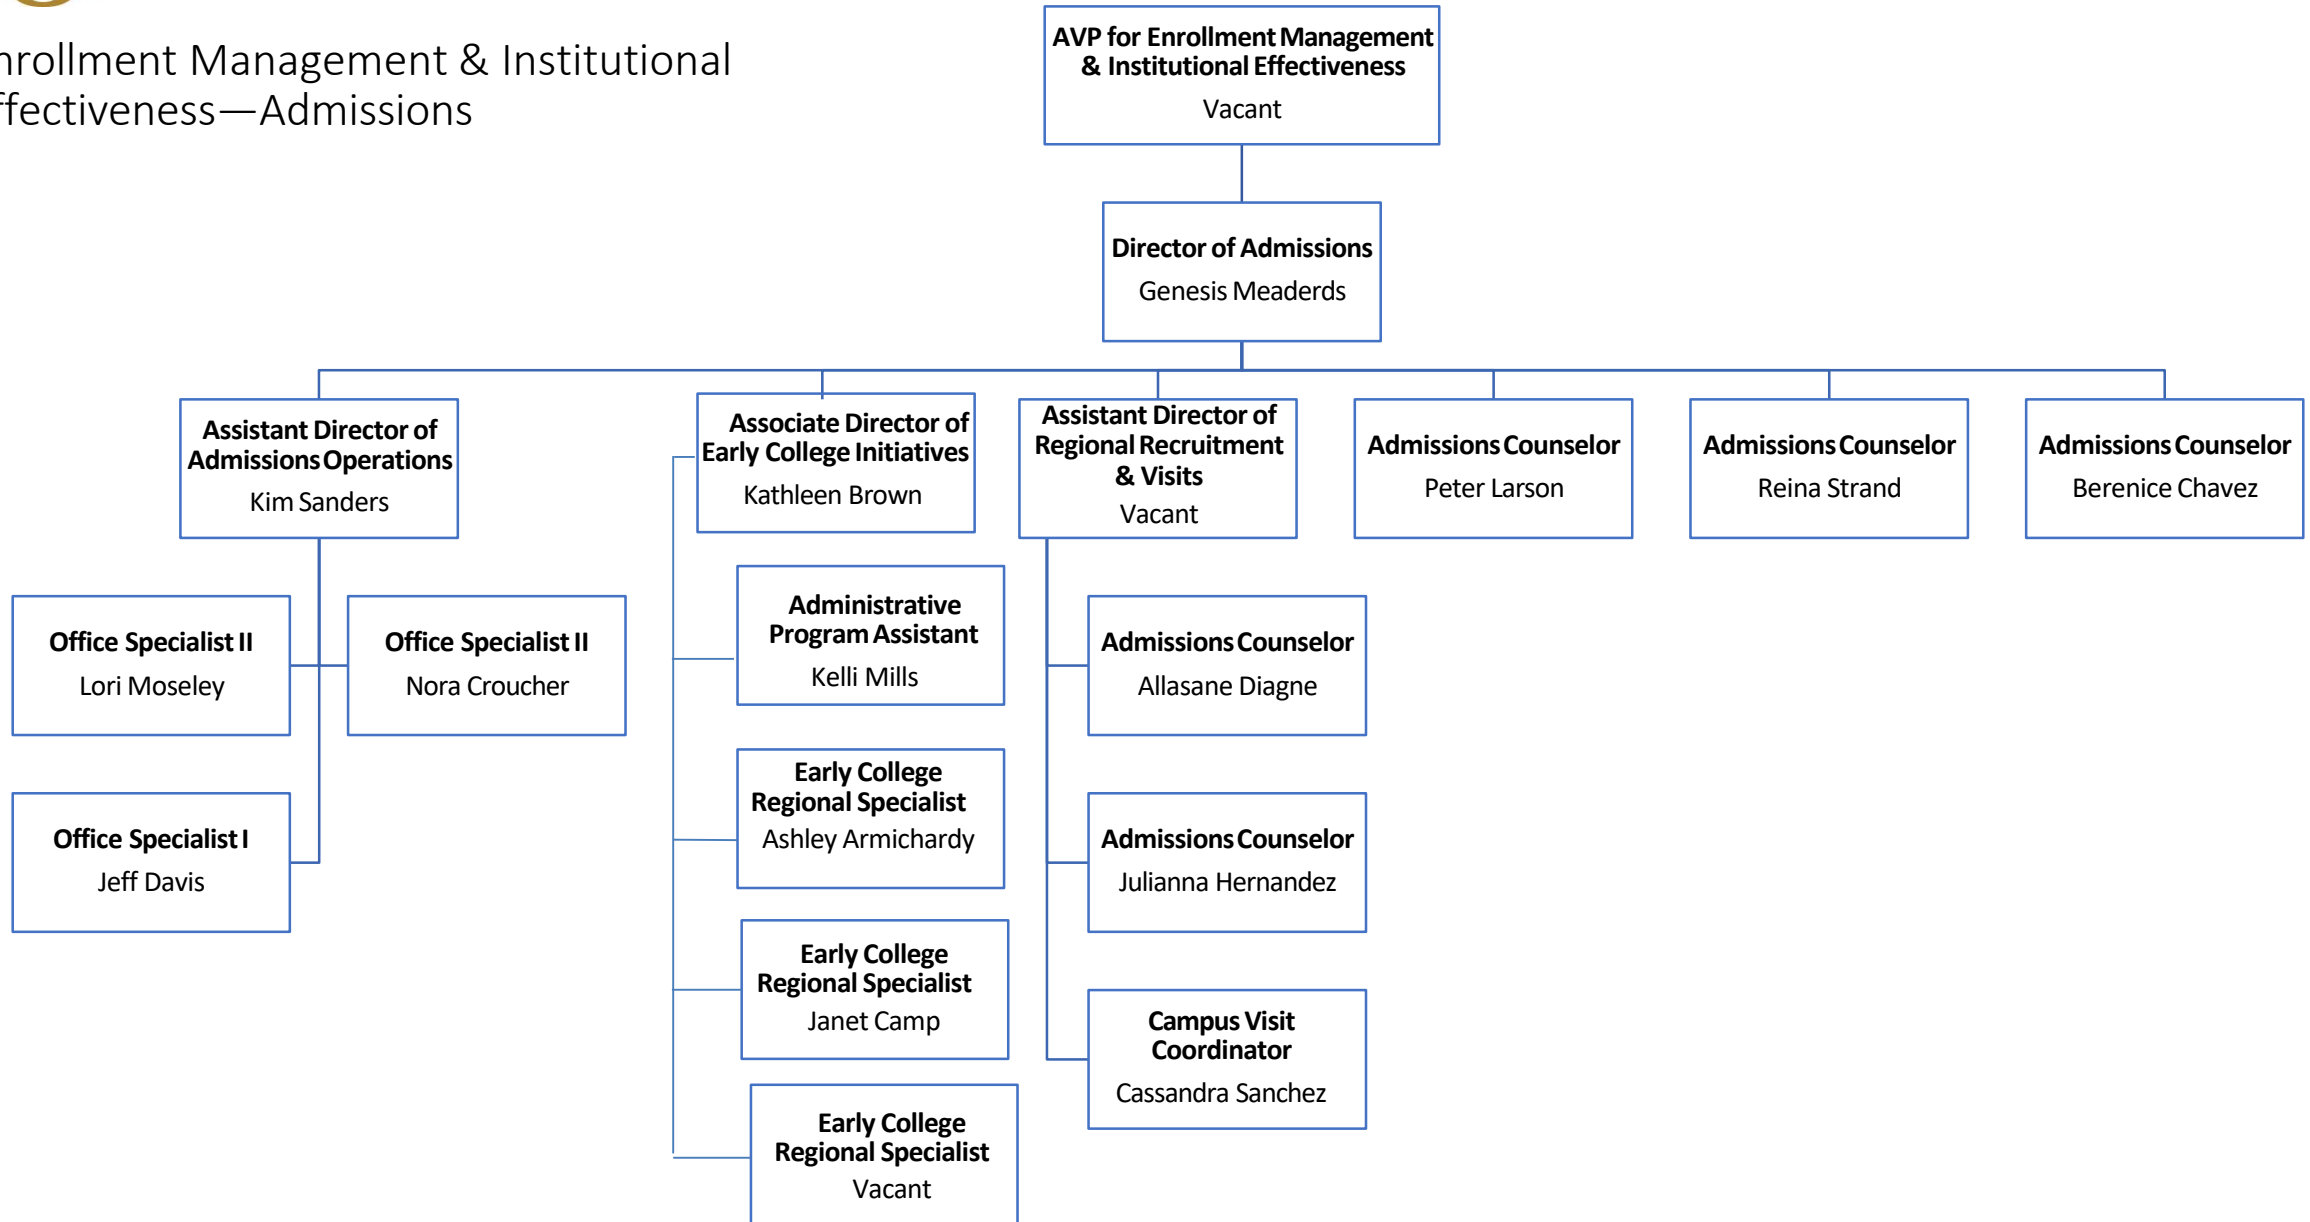 nrollment Management & Institutional
ffectiveness—Admissions
AVP for Enrollment Management
& Institutional Effectiveness
Vacant
Director of Admissions
Genesis Meaderds
Assistant Director of
Admissions Operations
Kim Sanders
Associate Director of
Early College Initiatives
Kathleen Brown
Assistant Director of
Regional Recruitment
& Visits
Vacant
Admissions Counselor
Peter Larson
Admissions Counselor
Reina Strand
Admissions Counselor
Berenice Chavez
Office Specialist II
Lori Moseley
Office Specialist II
Nora Croucher
Office Specialist I
Jeff Davis
Administrative
Program Assistant
Kelli Mills
Early College
Regional Specialist
Ashley Armichardy
Early College
Regional Specialist
Janet Camp
Early College
Regional Specialist
Vacant
Admissions Counselor
Allasane Diagne
Admissions Counselor
Julianna Hernandez
Campus Visit
Coordinator
Cassandra Sanchez